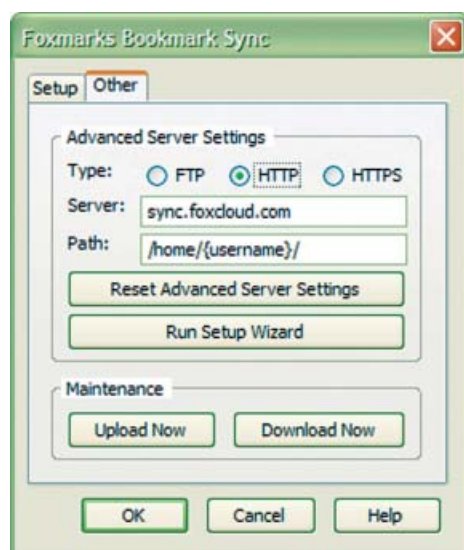 Foxmarks Bookmark Sync
Setup Other
Advanced Server Settings
Type: FTP HTTP HTTPS
Server: sync.foxcloud.com
Path: /home/{username}/
Reset Advanced Server Settings
Run Setup Wizard
Maintenance
Upload Now Download Now
OK Cancel Help